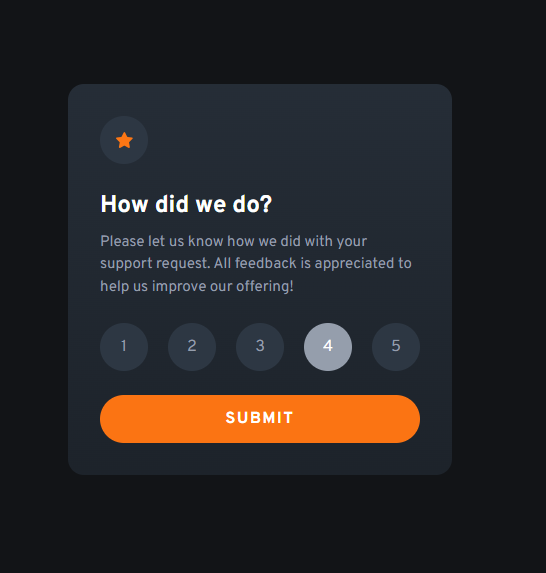 How did we do?
Please let us know how we did with your
support request. All feedback is appreciated to
help us improve our offering!
1 2 3 4 5
SUBMIT